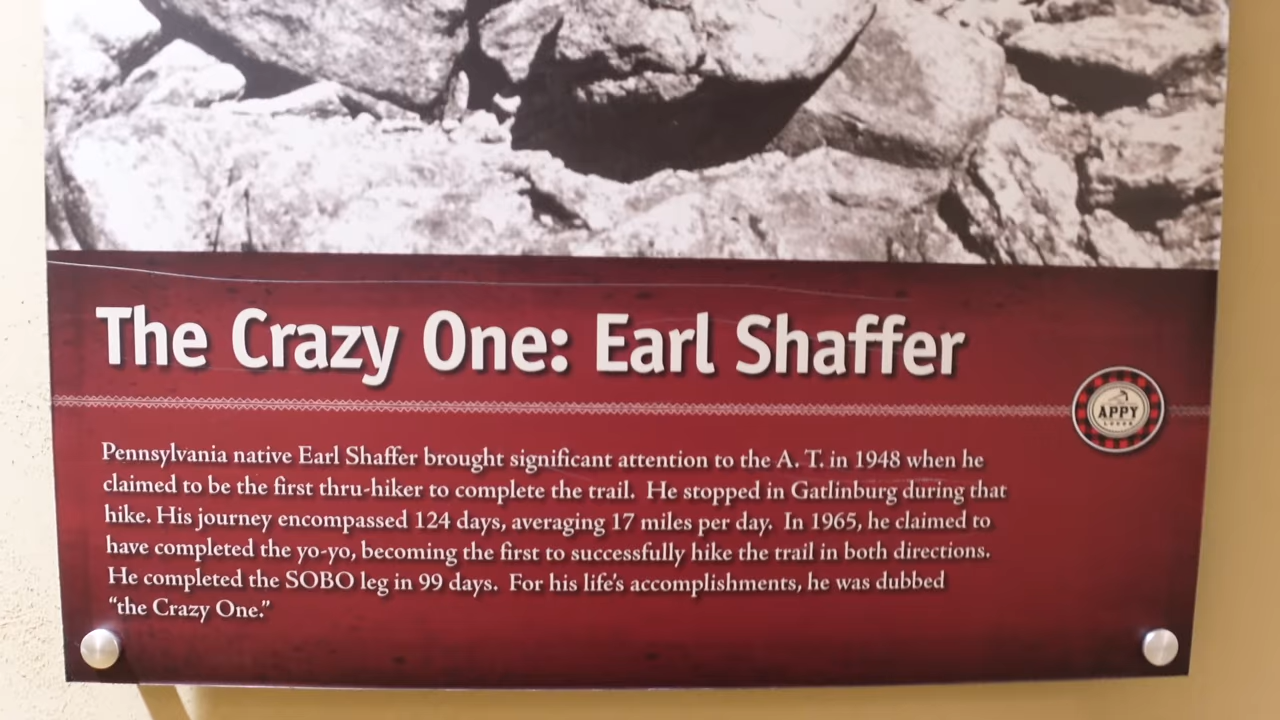 The Crazy One: Earl Shaffer
APPY
LODGE
Pennsylvania native Earl Shaffer brought significant attention to the A. T. in 1948 when he
claimed to be the first thru-hiker to complete the trail. He stopped in Gatlinburg during that
hike. His journey encompassed 124 days, averaging 17 miles per day. In 1965, he claimed to
have completed the yo-yo, becoming the first to successfully hike the trail in both directions.
He completed the SOBO leg in 99 days. For his life's accomplishments, he was dubbed
“the Crazy One.”